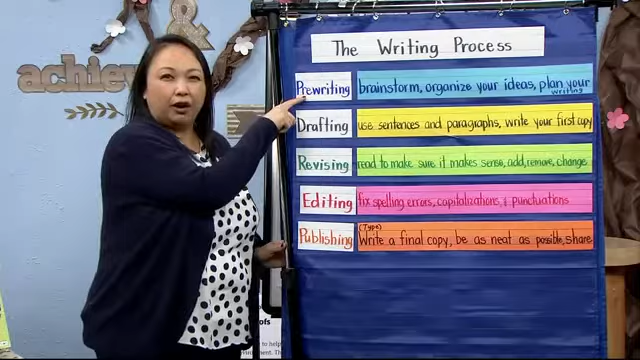 achieve
&
The Writing Process
Prewriting
brainstorm, organize your ideas, plan your
writing
Drafting
use sentences and paragraphs, write your first copy
Revising
read to make sure it makes sense, add, remove, change
Editing
fix spelling errors, capitalizations, & punctuations
Publishing
(Type)
Write a final copy, be as neat as possible, share